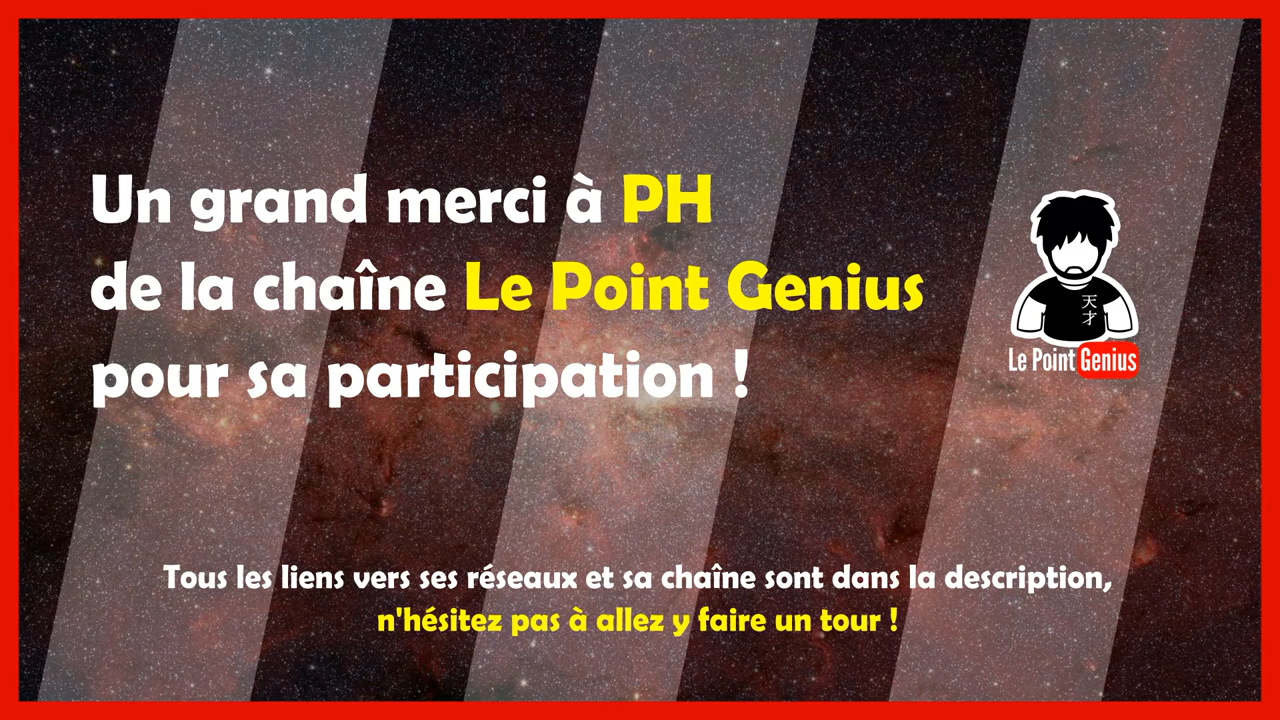 Un grand merci à PH
de la chaîne Le Point Genius
pour sa participation !
天
才
Le Point Genius
Tous les liens vers ses réseaux et sa chaîne sont dans la description,
n'hésitez pas à allez y faire un tour !